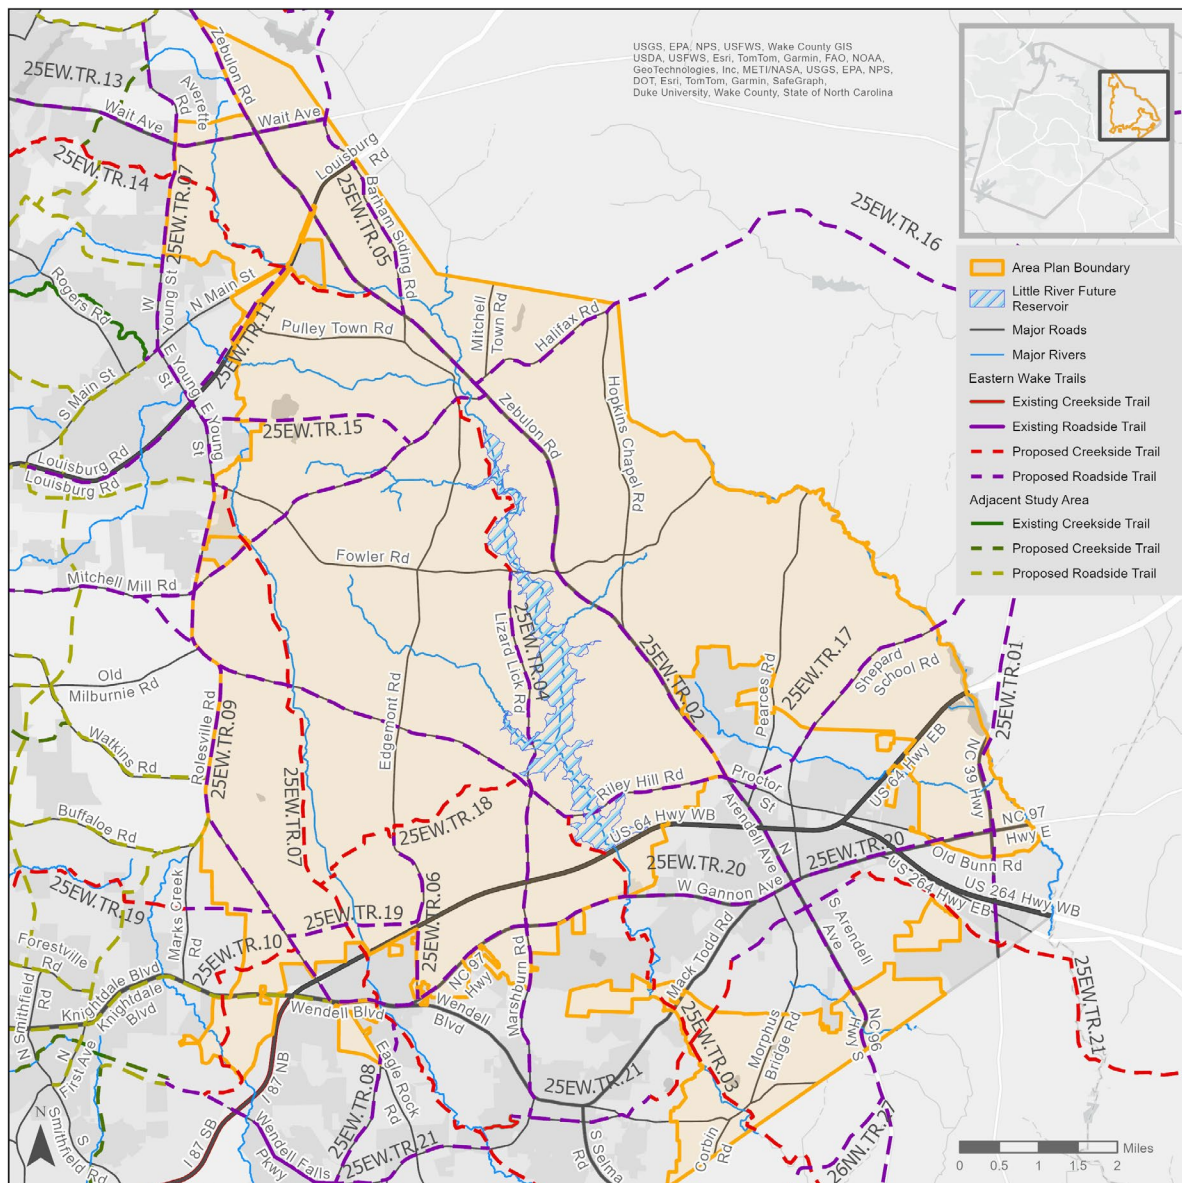 USGS, EPA, NPS, USFWS, Wake County GIS
USDA, USFWS, Esri, TomTom, Garmin, FAO, NOAA,
GeoTechnologies, Inc, METI/NASA, USGS, EPA, NPS,
DOT, Esri, TomTom, Garmin, SafeGraph,
Duke University, Wake County, State of North Carolina
Area Plan Boundary
Little River Future
Reservoir
Major Roads
Major Rivers
Eastern Wake Trails
Existing Creekside Trail
Existing Roadside Trail
Proposed Creekside Trail
Proposed Roadside Trail
Adjacent Study Area
Existing Creekside Trail
Proposed Creekside Trail
Proposed Roadside Trail
25EW.TR.13
Averette
Rd
Zebulon Rd
Wait Ave
Wait Ave
25EW.TR.14
25EW.TR.07
Louisburg
Rd
Barham Siding Rd
25EW.TR.05
25EW.TR.16
Rogers Rd
W
Young St
N Main St
25EW.TR.11
Pulley Town Rd
Mitchell
Town Rd
Halifax Rd
S Main St
E Young
St
E Young
St
25EW.TR.15
Zebulon Rd
Hopkins Chapel Rd
Louisburg Rd
Louisburg Rd
Fowler Rd
Mitchell Mill Rd
Lizard Lick Rd
25EW.TR.04
25EW.TR.02
Old
Milburnie Rd
Pearces Rd
25EW.TR.17
Shepard
School Rd
25EW.TR.01
Watkins Rd
Rolesville Rd
25EW.TR.09
Edgemont Rd
25EW.TR.07
US 64 Hwy EB
NC 39 Hwy
Riley Hill Rd
Proctor
St
Buffaloe Rd
25EW.TR.18
US-64 Hwy WB
Arendell Ave
N
NC 97
Hwy E
25EW.TR.20
25EW.TR.20
Old Bunn Rd
25EW.TR.19
Marks Creek
Rd
25EW.TR.19
25EW.TR.06
W Gannon Ave
US 264 Hwy EB
US 264 Hwy WB
Forestville
Rd
25EW.TR.10
NC 97
Hwy
Marshburn Rd
Mack Todd Rd
S Arendell
Ave
N Smithfield
Rd
Knightdale Blvd
Knightdale
Blvd
Wendell Blvd
Wendell
Blvd
25EW.TR.21
N
First Ave
I 87 NB
Eagle Rock
Rd
25EW.TR.08
25EW.TR.03
Morphus
Bridge Rd
NC 96
Hwy S
25EW.TR.21
S
Smithfield Rd
I 87 SB
Wendell Falls
Pkwy
25EW.TR.21
S Selma
Rd
Corbin
Rd
26NN.TR.27
N
Miles
0 0.5 1 1.5 2